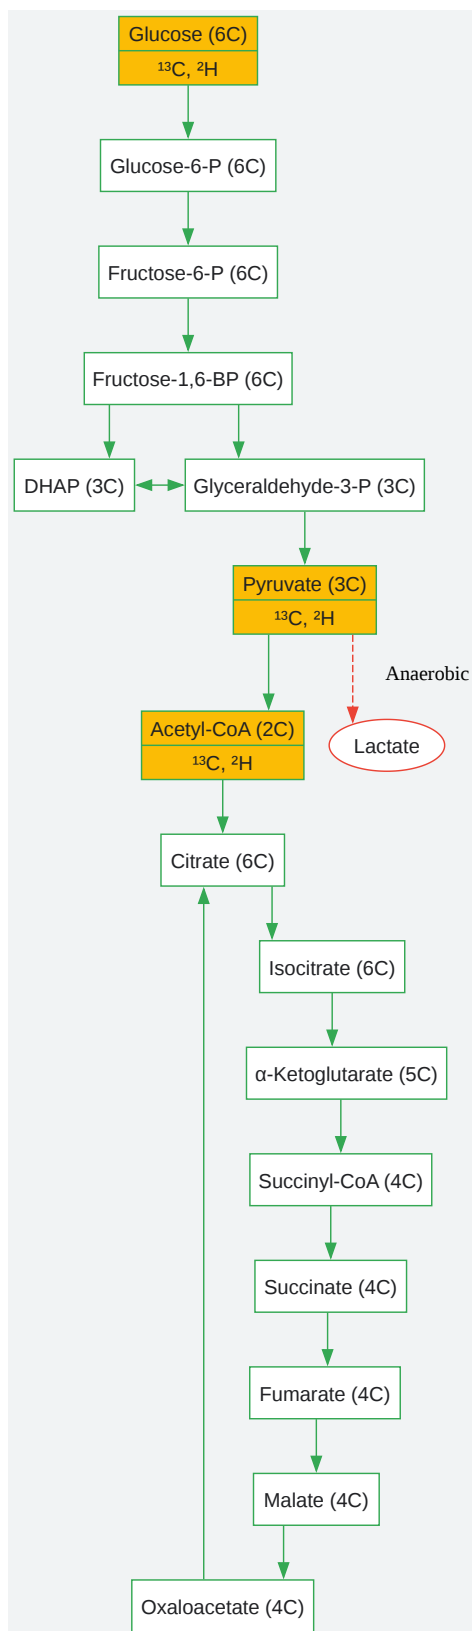 Glucose (6C)
¹³C, ²H
Glucose-6-P (6C)
Fructose-6-P (6C)
Fructose-1,6-BP (6C)
DHAP (3C)
Glyceraldehyde-3-P (3C)
Pyruvate (3C)
¹³C, ²H
Anaerobic
Acetyl-CoA (2C)
¹³C, ²H
Lactate
Citrate (6C)
Isocitrate (6C)
α-Ketoglutarate (5C)
Succinyl-CoA (4C)
Succinate (4C)
Fumarate (4C)
Malate (4C)
Oxaloacetate (4C)